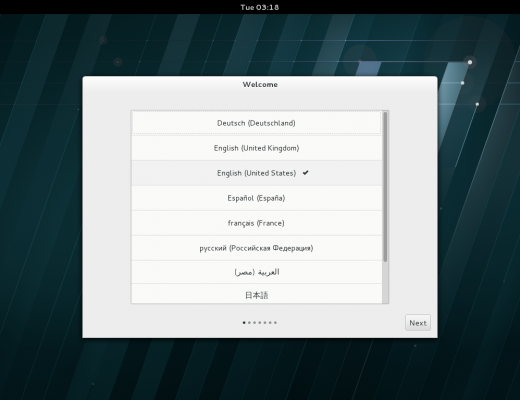 Tue 03:18
Welcome
Deutsch (Deutschland)
English (United Kingdom)
English (United States)
Español (España)
français (France)
русский (Российская Федерация)
العربية (مصر)
日本語
Next